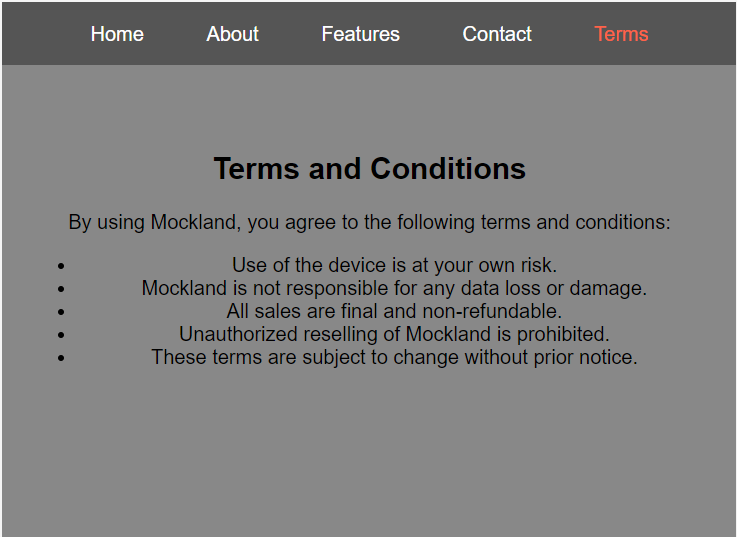 Home About Features Contact Terms
Terms and Conditions
By using Mockland, you agree to the following terms and conditions:
• Use of the device is at your own risk.
• Mockland is not responsible for any data loss or damage.
• All sales are final and non-refundable.
• Unauthorized reselling of Mockland is prohibited.
• These terms are subject to change without prior notice.